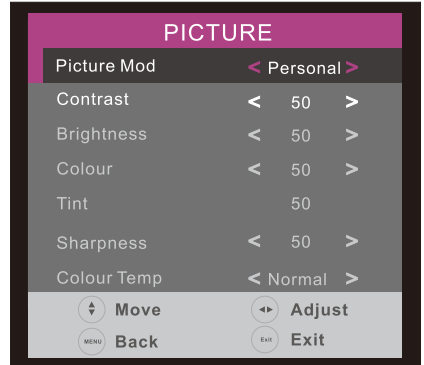 PICTURE
Picture Mod < Personal >
Contrast < 50 >
Brightness < 50 >
Colour < 50 >
Tint 50
Sharpness < 50 >
Colour Temp < Normal >
Move Adjust
MENU Back Exit Exit